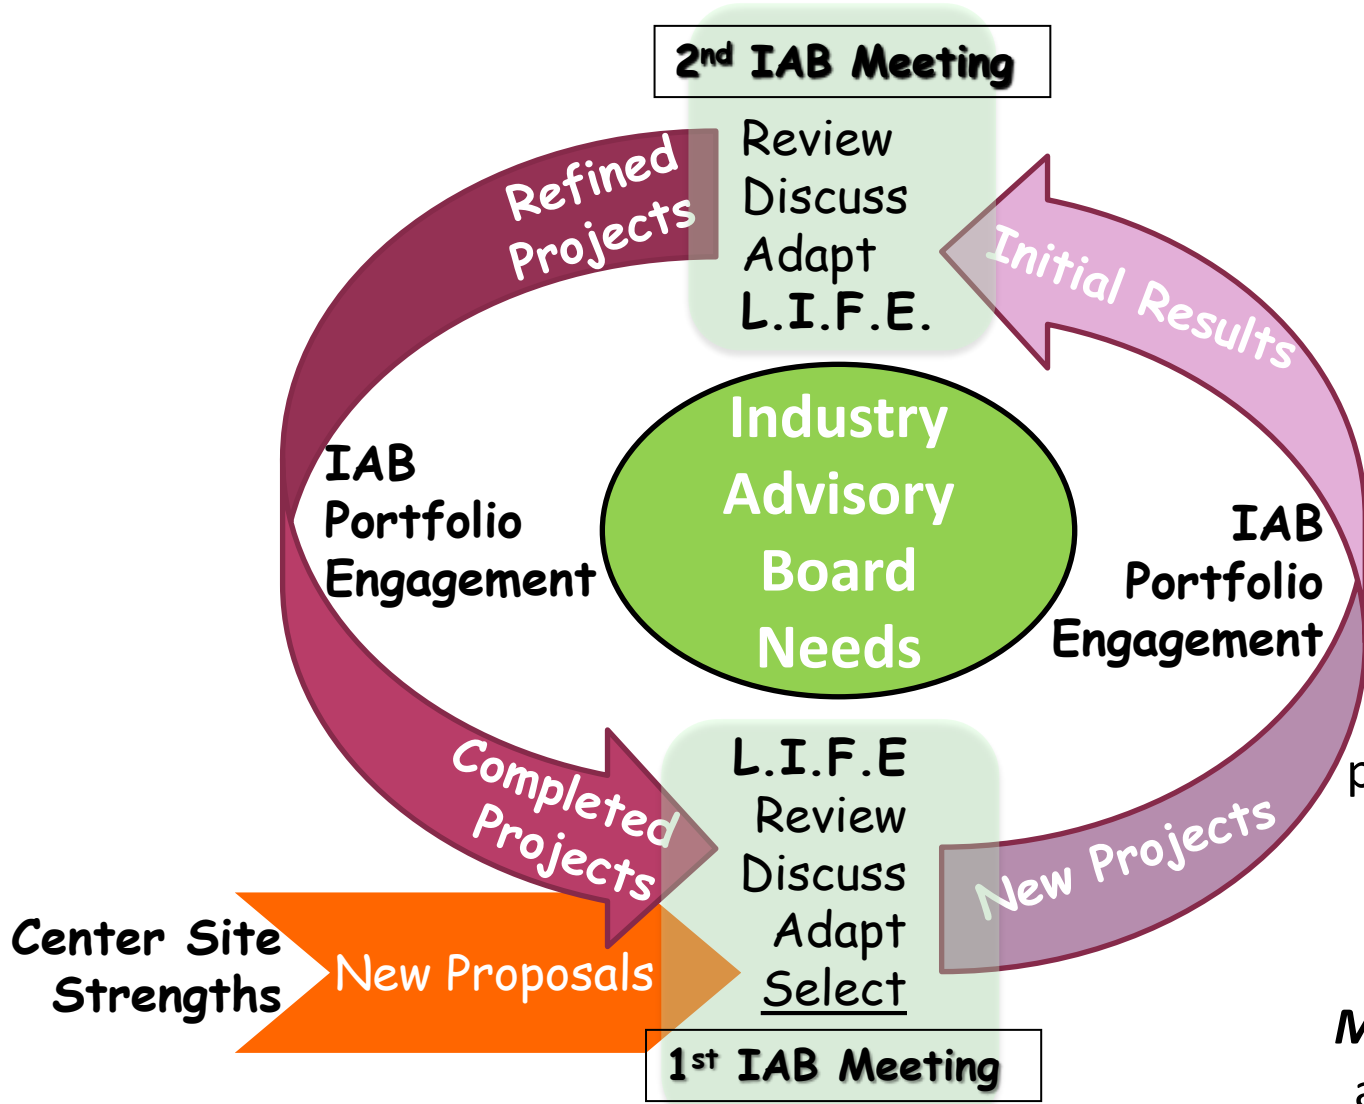 2nd IAB Meeting
Review
Discuss
Adapt
L.I.F.E.
Refined
Projects
Initial Results
Industry
Advisory
Board
Needs
IAB
Portfolio
Engagement
IAB
Portfolio
Engagement
Completed
Projects
L.I.F.E
Review
Discuss
Adapt
Select
New Projects
Center Site
Strengths
New Proposals
1st IAB Meeting